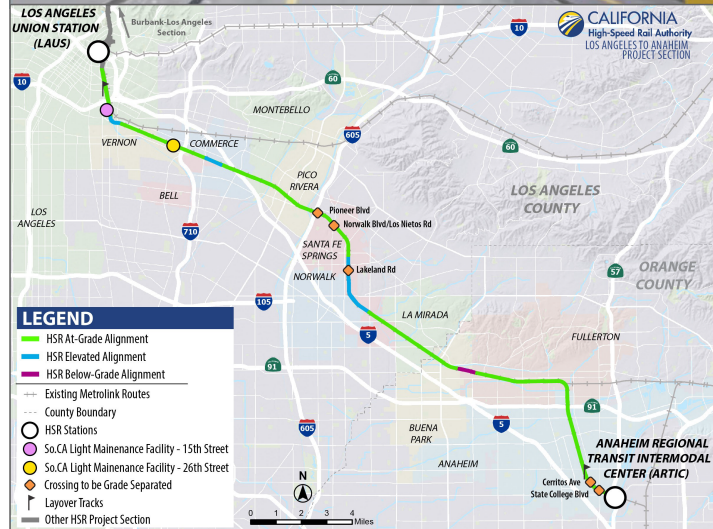 LOS ANGELES
UNION STATION
(LAUS)
Burbank-Los Angeles
Section
CALIFORNIA
High-Speed Rail Authority
LOS ANGELES TO ANAHEIM
PROJECT SECTION
10
10
60
MONTEBELLO
605
60
VERNON
COMMERCE
PICO
RIVERA
BELL
LOS
ANGELES
710
Pioneer Blvd
Norwalk Blvd/Los Nietos Rd
LOS ANGELES
COUNTY
SANTA FE
SPRINGS
NORWALK
Lakeland Rd
57
ORANGE
COUNTY
105
LA MIRADA
5
FULLERTON
91
91
605
BUENA
PARK
5
ANAHEIM
ANAHEIM REGIONAL
TRANSIT INTERMODAL
CENTER (ARTIC)
Cerritos Ave
State College Blvd
LEGEND
HSR At-Grade Alignment
HSR Elevated Alignment
HSR Below-Grade Alignment
Existing Metrolink Routes
County Boundary
HSR Stations
So.CA Light Mainenance Facility - 15th Street
So.CA Light Mainenance Facility - 26th Street
Crossing to be Grade Separated
Layover Tracks
Other HSR Project Section
N
0 1 2 3 4
Miles